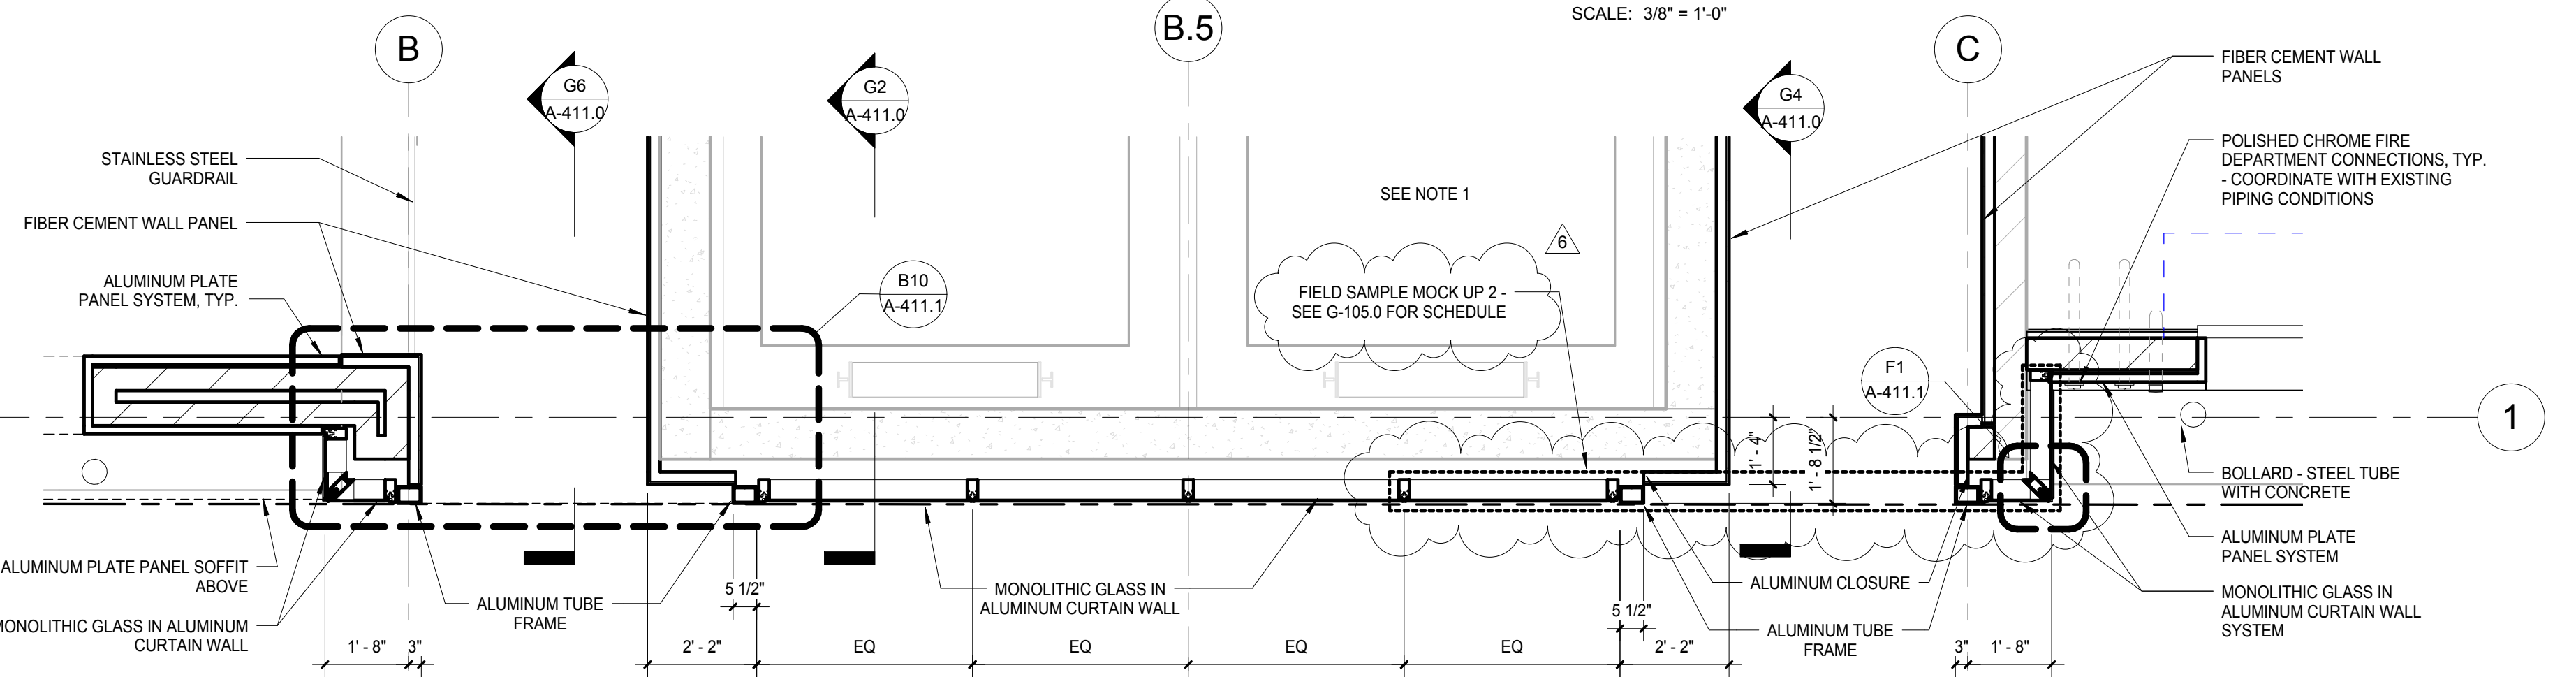 SCALE: 3/8" = 1'-0"
B
B.5
C
G6
A-411.0
G2
A-411.0
G4
A-411.0
FIBER CEMENT WALL
PANELS
STAINLESS STEEL
GUARDRAIL
POLISHED CHROME FIRE
DEPARTMENT CONNECTIONS, TYP.
- COORDINATE WITH EXISTING
PIPING CONDITIONS
SEE NOTE 1
FIBER CEMENT WALL PANEL
6
ALUMINUM PLATE
PANEL SYSTEM, TYP.
B10
A-411.1
FIELD SAMPLE MOCK UP 2 -
SEE G-105.0 FOR SCHEDULE
F1
A-411.1
1
1' - 4"
1' - 8 1/2"
BOLLARD - STEEL TUBE
WITH CONCRETE
ALUMINUM PLATE
PANEL SYSTEM
ALUMINUM PLATE PANEL SOFFIT
ABOVE
MONOLITHIC GLASS IN
ALUMINUM CURTAIN WALL
ALUMINUM CLOSURE
MONOLITHIC GLASS IN
ALUMINUM CURTAIN WALL
SYSTEM
5 1/2"
5 1/2"
ALUMINUM TUBE
FRAME
MONOLITHIC GLASS IN ALUMINUM
CURTAIN WALL
ALUMINUM TUBE
FRAME
1' - 8"
3"
2' - 2"
EQ
EQ
EQ
EQ
2' - 2"
3"
1' - 8"